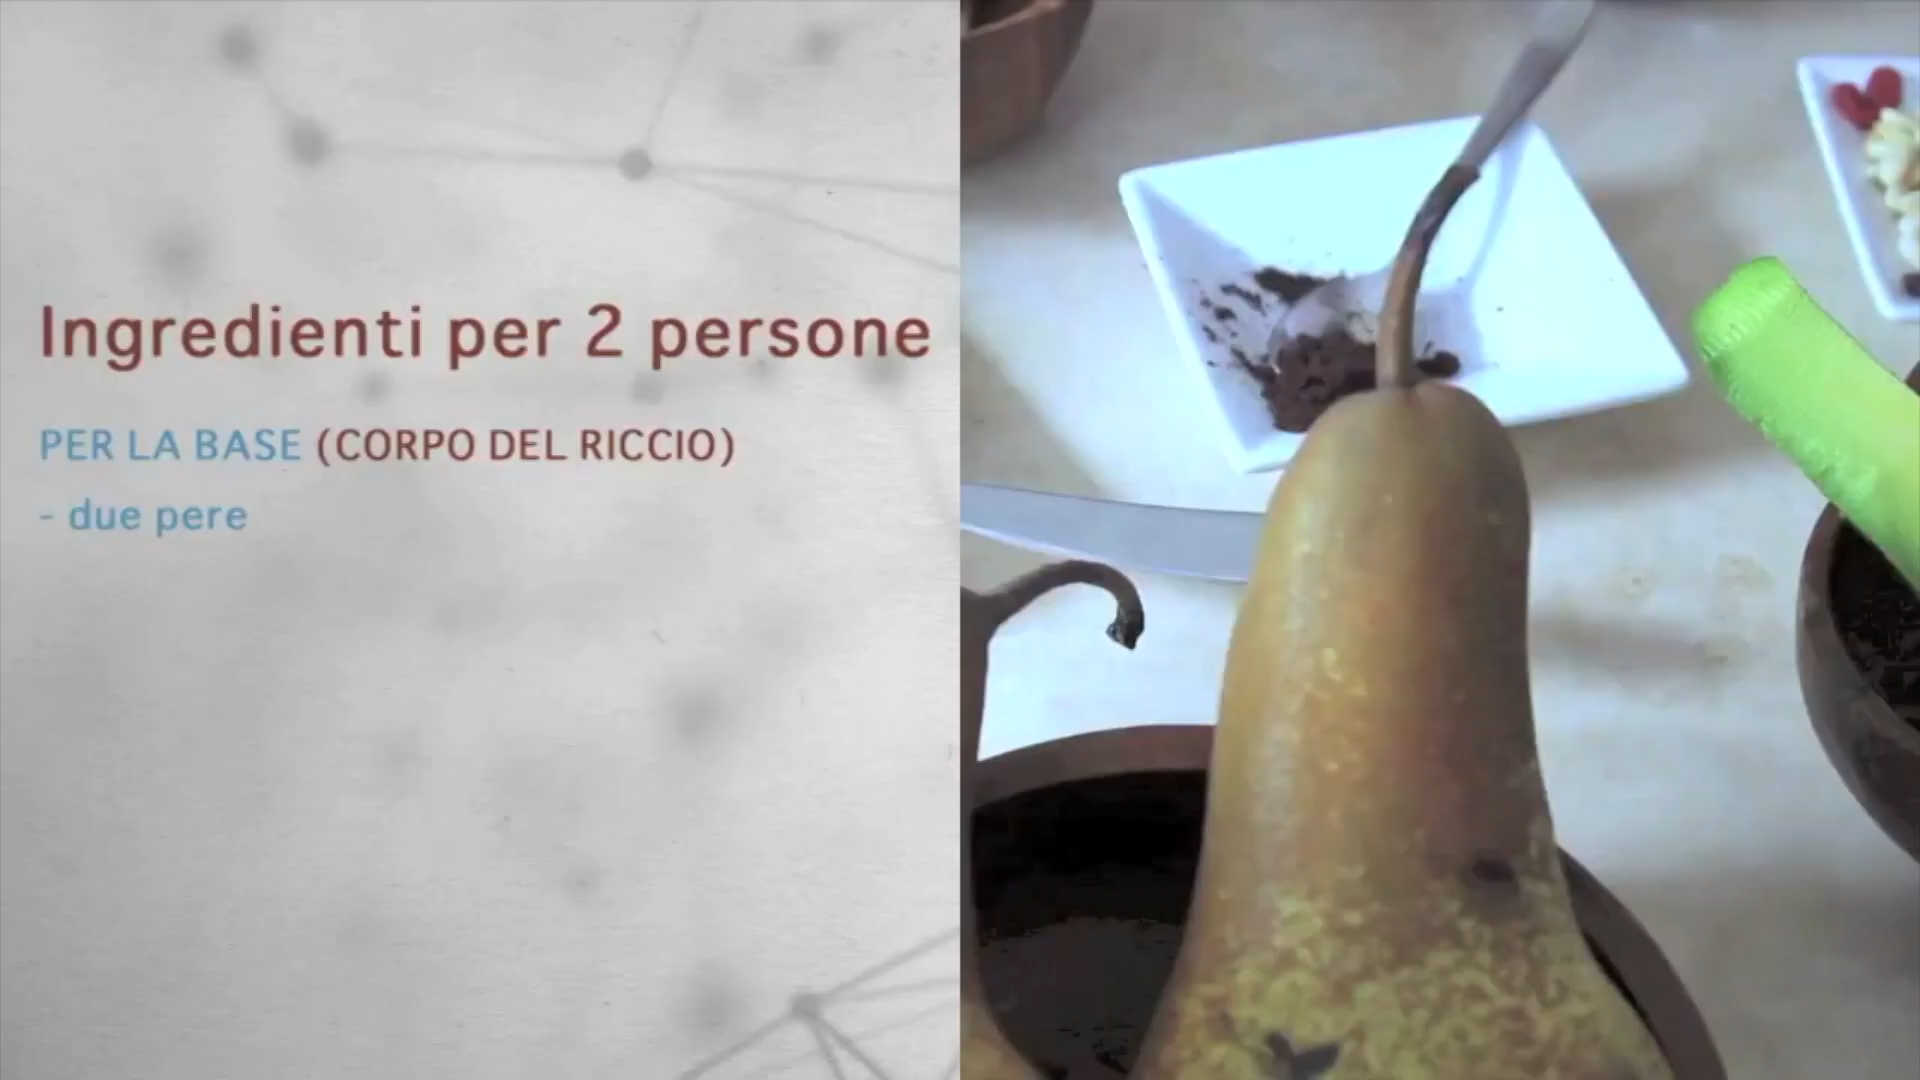 Ingredienti per 2 persone
PER LA BASE (CORPO DEL RICCIO)
- due pere